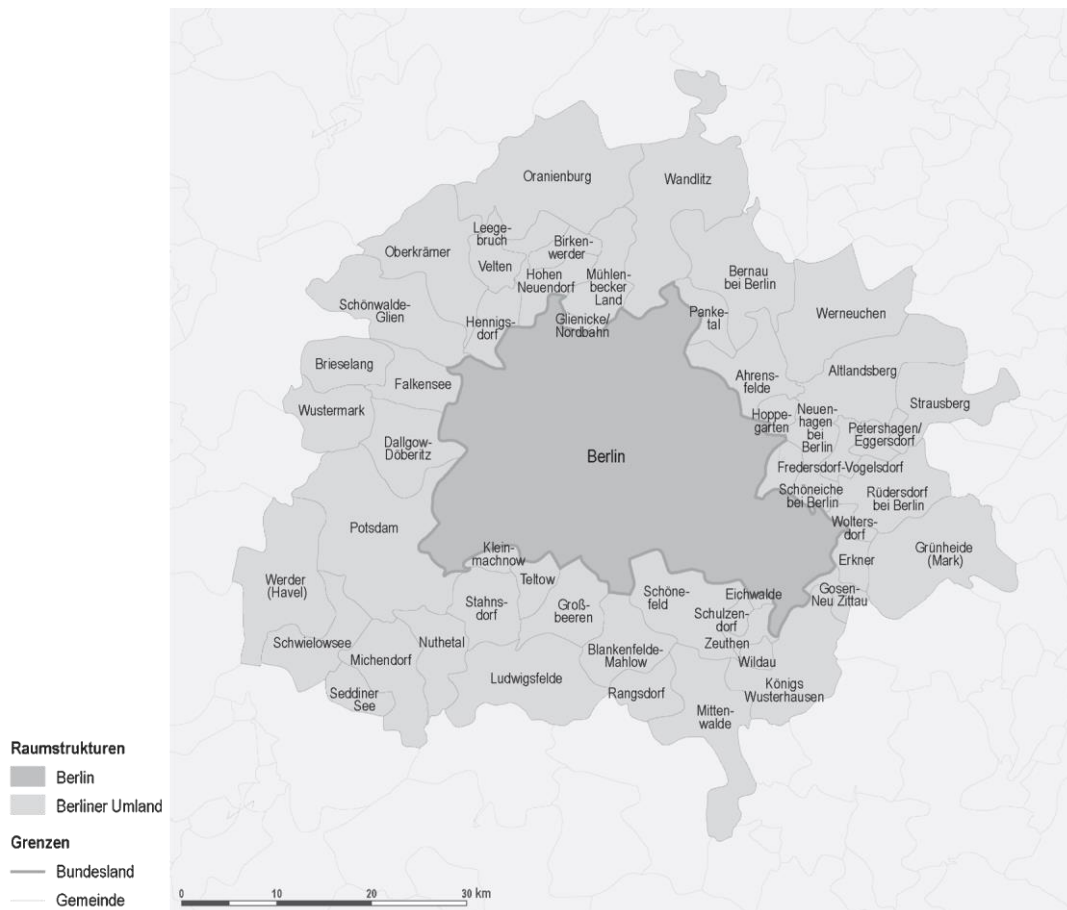 Oranienburg
Wandlitz
Leege-
bruch
Birken-
werder
Oberkrämer
Velten
Hohen
Neuendorf
Mühlen-
becker
Land
Bernau
bei Berlin
Schönwalde-
Glien
Hennigs-
dorf
Glienicke/
Nordbahn
Panke-
tal
Werneuchen
Brieselang
Falkensee
Ahrens-
felde
Altlandsberg
Wustermark
Hoppe-
garten
Neuen-
hagen
bei
Berlin
Strausberg
Petershagen/
Eggersdorf
Dallgow-
Döberitz
Berlin
Fredersdorf-Vogelsdorf
Schöneiche
bei Berlin
Rüdersdorf
bei Berlin
Potsdam
Wolters-
dorf
Klein-
machnow
Grünheide
(Mark)
Erkner
Werder
(Havel)
Teltow
Schöne-
feld
Eichwalde
Gosen-
Neu Zittau
Stahns-
dorf
Groß-
beeren
Schulzen-
dorf
Schwielowsee
Nuthetal
Zeuthen
Michendorf
Blankenfelde-
Mahlow
Wildau
Ludwigsfelde
Rangsdorf
Königs
Wusterhausen
Seddiner
See
Mitten-
walde
Raumstrukturen
Berlin
Berliner Umland
Grenzen
Bundesland
Gemeinde
0 10 20 30 km